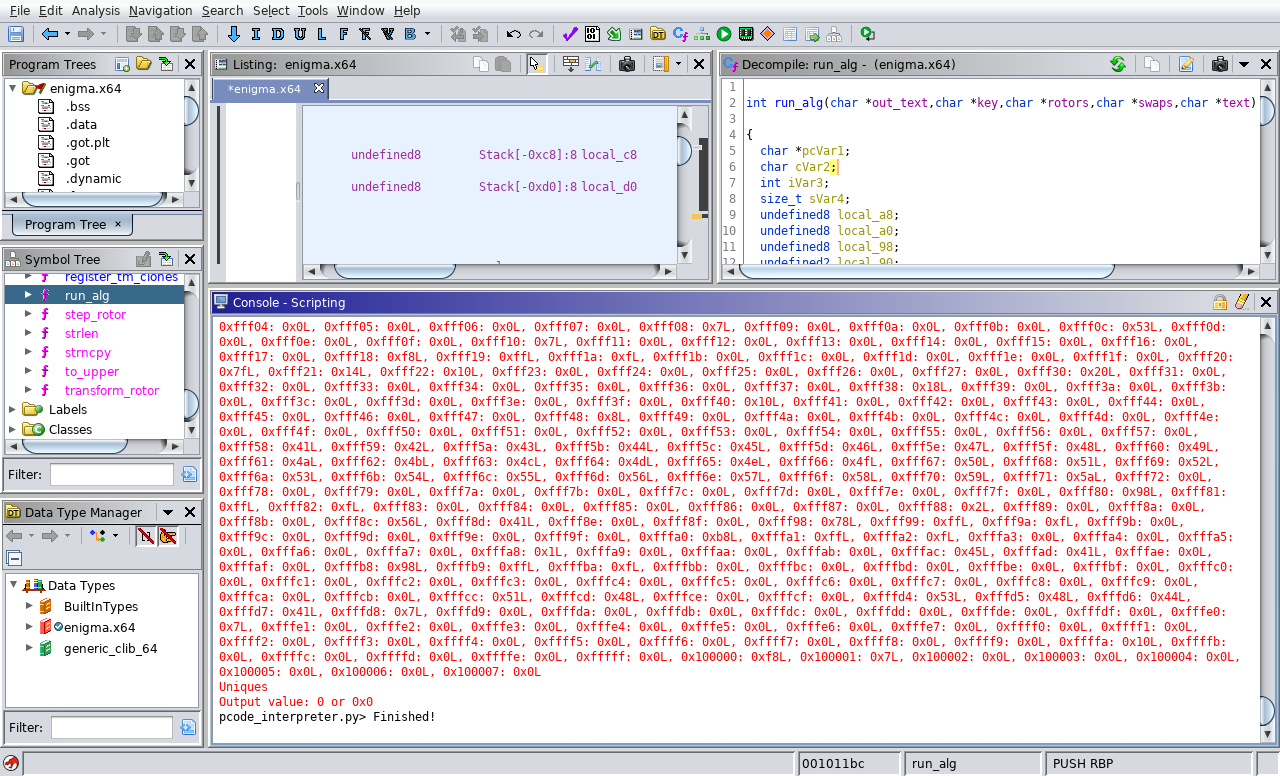 File Edit Analysis Navigation Search Select Tools Window Help
I D U L F R V B
Program Trees
enigma.x64
.bss
.data
.got.plt
.got
.dynamic
Program Tree ×
Symbol Tree
register_tm_clones
run_alg
step_rotor
strlen
strncpy
to_upper
transform_rotor
Labels
Classes
Filter:
Data Type Manager
Data Types
BuiltInTypes
enigma.x64
generic_clib_64
Filter:
Listing: enigma.x64
*enigma.x64
undefined8 Stack[-0xc8]:8 local_c8
undefined8 Stack[-0xd0]:8 local_d0
Decompile: run_alg - (enigma.x64)
1
2 int run_alg(char *out_text,char *key,char *rotors,char *swaps,char *text)
3
4 {
5 char *pcVar1;
6 char cVar2;
7 int iVar3;
8 size_t sVar4;
9 undefined8 local_a8;
10 undefined8 local_a0;
11 undefined8 local_98;
12 undefined2 local_90;
Console - Scripting
0xfff04: 0x0L, 0xfff05: 0x0L, 0xfff06: 0x0L, 0xfff07: 0x0L, 0xfff08: 0x7L, 0xfff09: 0x0L, 0xfff0a: 0x0L, 0xfff0b: 0x0L, 0xfff0c: 0x53L, 0xfff0d:
0x0L, 0xfff0e: 0x0L, 0xfff0f: 0x0L, 0xfff10: 0x7L, 0xfff11: 0x0L, 0xfff12: 0x0L, 0xfff13: 0x0L, 0xfff14: 0x0L, 0xfff15: 0x0L, 0xfff16: 0x0L,
0xfff17: 0x0L, 0xfff18: 0xf8L, 0xfff19: 0xffL, 0xfff1a: 0xfL, 0xfff1b: 0x0L, 0xfff1c: 0x0L, 0xfff1d: 0x0L, 0xfff1e: 0x0L, 0xfff1f: 0x0L, 0xfff20:
0x7fL, 0xfff21: 0x14L, 0xfff22: 0x10L, 0xfff23: 0x0L, 0xfff24: 0x0L, 0xfff25: 0x0L, 0xfff26: 0x0L, 0xfff27: 0x0L, 0xfff30: 0x20L, 0xfff31: 0x0L,
0xfff32: 0x0L, 0xfff33: 0x0L, 0xfff34: 0x0L, 0xfff35: 0x0L, 0xfff36: 0x0L, 0xfff37: 0x0L, 0xfff38: 0x18L, 0xfff39: 0x0L, 0xfff3a: 0x0L, 0xfff3b:
0x0L, 0xfff3c: 0x0L, 0xfff3d: 0x0L, 0xfff3e: 0x0L, 0xfff3f: 0x0L, 0xfff40: 0x10L, 0xfff41: 0x0L, 0xfff42: 0x0L, 0xfff43: 0x0L, 0xfff44: 0x0L,
0xfff45: 0x0L, 0xfff46: 0x0L, 0xfff47: 0x0L, 0xfff48: 0x8L, 0xfff49: 0x0L, 0xfff4a: 0x0L, 0xfff4b: 0x0L, 0xfff4c: 0x0L, 0xfff4d: 0x0L, 0xfff4e:
0x0L, 0xfff4f: 0x0L, 0xfff50: 0x0L, 0xfff51: 0x0L, 0xfff52: 0x0L, 0xfff53: 0x0L, 0xfff54: 0x0L, 0xfff55: 0x0L, 0xfff56: 0x0L, 0xfff57: 0x0L,
0xfff58: 0x41L, 0xfff59: 0x42L, 0xfff5a: 0x43L, 0xfff5b: 0x44L, 0xfff5c: 0x45L, 0xfff5d: 0x46L, 0xfff5e: 0x47L, 0xfff5f: 0x48L, 0xfff60: 0x49L,
0xfff61: 0x4aL, 0xfff62: 0x4bL, 0xfff63: 0x4cL, 0xfff64: 0x4dL, 0xfff65: 0x4eL, 0xfff66: 0x4fL, 0xfff67: 0x50L, 0xfff68: 0x51L, 0xfff69: 0x52L,
0xfff6a: 0x53L, 0xfff6b: 0x54L, 0xfff6c: 0x55L, 0xfff6d: 0x56L, 0xfff6e: 0x57L, 0xfff6f: 0x58L, 0xfff70: 0x59L, 0xfff71: 0x5aL, 0xfff72: 0x0L,
0xfff78: 0x0L, 0xfff79: 0x0L, 0xfff7a: 0x0L, 0xfff7b: 0x0L, 0xfff7c: 0x0L, 0xfff7d: 0x0L, 0xfff7e: 0x0L, 0xfff7f: 0x0L, 0xfff80: 0x98L, 0xfff81:
0xffL, 0xfff82: 0xfL, 0xfff83: 0x0L, 0xfff84: 0x0L, 0xfff85: 0x0L, 0xfff86: 0x0L, 0xfff87: 0x0L, 0xfff88: 0x2L, 0xfff89: 0x0L, 0xfff8a: 0x0L,
0xfff8b: 0x0L, 0xfff8c: 0x56L, 0xfff8d: 0x41L, 0xfff8e: 0x0L, 0xfff8f: 0x0L, 0xfff98: 0x78L, 0xfff99: 0xffL, 0xfff9a: 0xfL, 0xfff9b: 0x0L,
0xfff9c: 0x0L, 0xfff9d: 0x0L, 0xfff9e: 0x0L, 0xfff9f: 0x0L, 0xfffa0: 0xb8L, 0xfffa1: 0xffL, 0xfffa2: 0xfL, 0xfffa3: 0x0L, 0xfffa4: 0x0L, 0xfffa5:
0x0L, 0xfffa6: 0x0L, 0xfffa7: 0x0L, 0xfffa8: 0x1L, 0xfffa9: 0x0L, 0xfffaa: 0x0L, 0xfffab: 0x0L, 0xfffac: 0x45L, 0xfffad: 0x41L, 0xfffae: 0x0L,
0xfffaf: 0x0L, 0xfffb8: 0x98L, 0xfffb9: 0xffL, 0xfffba: 0xfL, 0xfffbb: 0x0L, 0xfffbc: 0x0L, 0xfffbd: 0x0L, 0xfffbe: 0x0L, 0xfffbf: 0x0L, 0xfffc0:
0x0L, 0xfffc1: 0x0L, 0xfffc2: 0x0L, 0xfffc3: 0x0L, 0xfffc4: 0x0L, 0xfffc5: 0x0L, 0xfffc6: 0x0L, 0xfffc7: 0x0L, 0xfffc8: 0x0L, 0xfffc9: 0x0L,
0xfffca: 0x0L, 0xfffcb: 0x0L, 0xfffcc: 0x51L, 0xfffcd: 0x48L, 0xfffce: 0x0L, 0xfffcf: 0x0L, 0xfffd4: 0x53L, 0xfffd5: 0x48L, 0xfffd6: 0x44L,
0xfffd7: 0x41L, 0xfffd8: 0x7L, 0xfffd9: 0x0L, 0xfffda: 0x0L, 0xfffdb: 0x0L, 0xfffdc: 0x0L, 0xfffdd: 0x0L, 0xfffde: 0x0L, 0xfffdf: 0x0L, 0xfffe0:
0x7L, 0xfffe1: 0x0L, 0xfffe2: 0x0L, 0xfffe3: 0x0L, 0xfffe4: 0x0L, 0xfffe5: 0x0L, 0xfffe6: 0x0L, 0xfffe7: 0x0L, 0xffff0: 0x0L, 0xffff1: 0x0L,
0xffff2: 0x0L, 0xffff3: 0x0L, 0xffff4: 0x0L, 0xffff5: 0x0L, 0xffff6: 0x0L, 0xffff7: 0x0L, 0xffff8: 0x0L, 0xffff9: 0x0L, 0xffffa: 0x10L, 0xffffb:
0x0L, 0xffffc: 0x0L, 0xffffd: 0x0L, 0xffffe: 0x0L, 0xfffff: 0x0L, 0x100000: 0xf8L, 0x100001: 0x7L, 0x100002: 0x0L, 0x100003: 0x0L, 0x100004: 0x0L,
0x100005: 0x0L, 0x100006: 0x0L, 0x100007: 0x0L
Uniques
Output value: 0 or 0x0
pcode_interpreter.py> Finished!
001011bc run_alg PUSH RBP